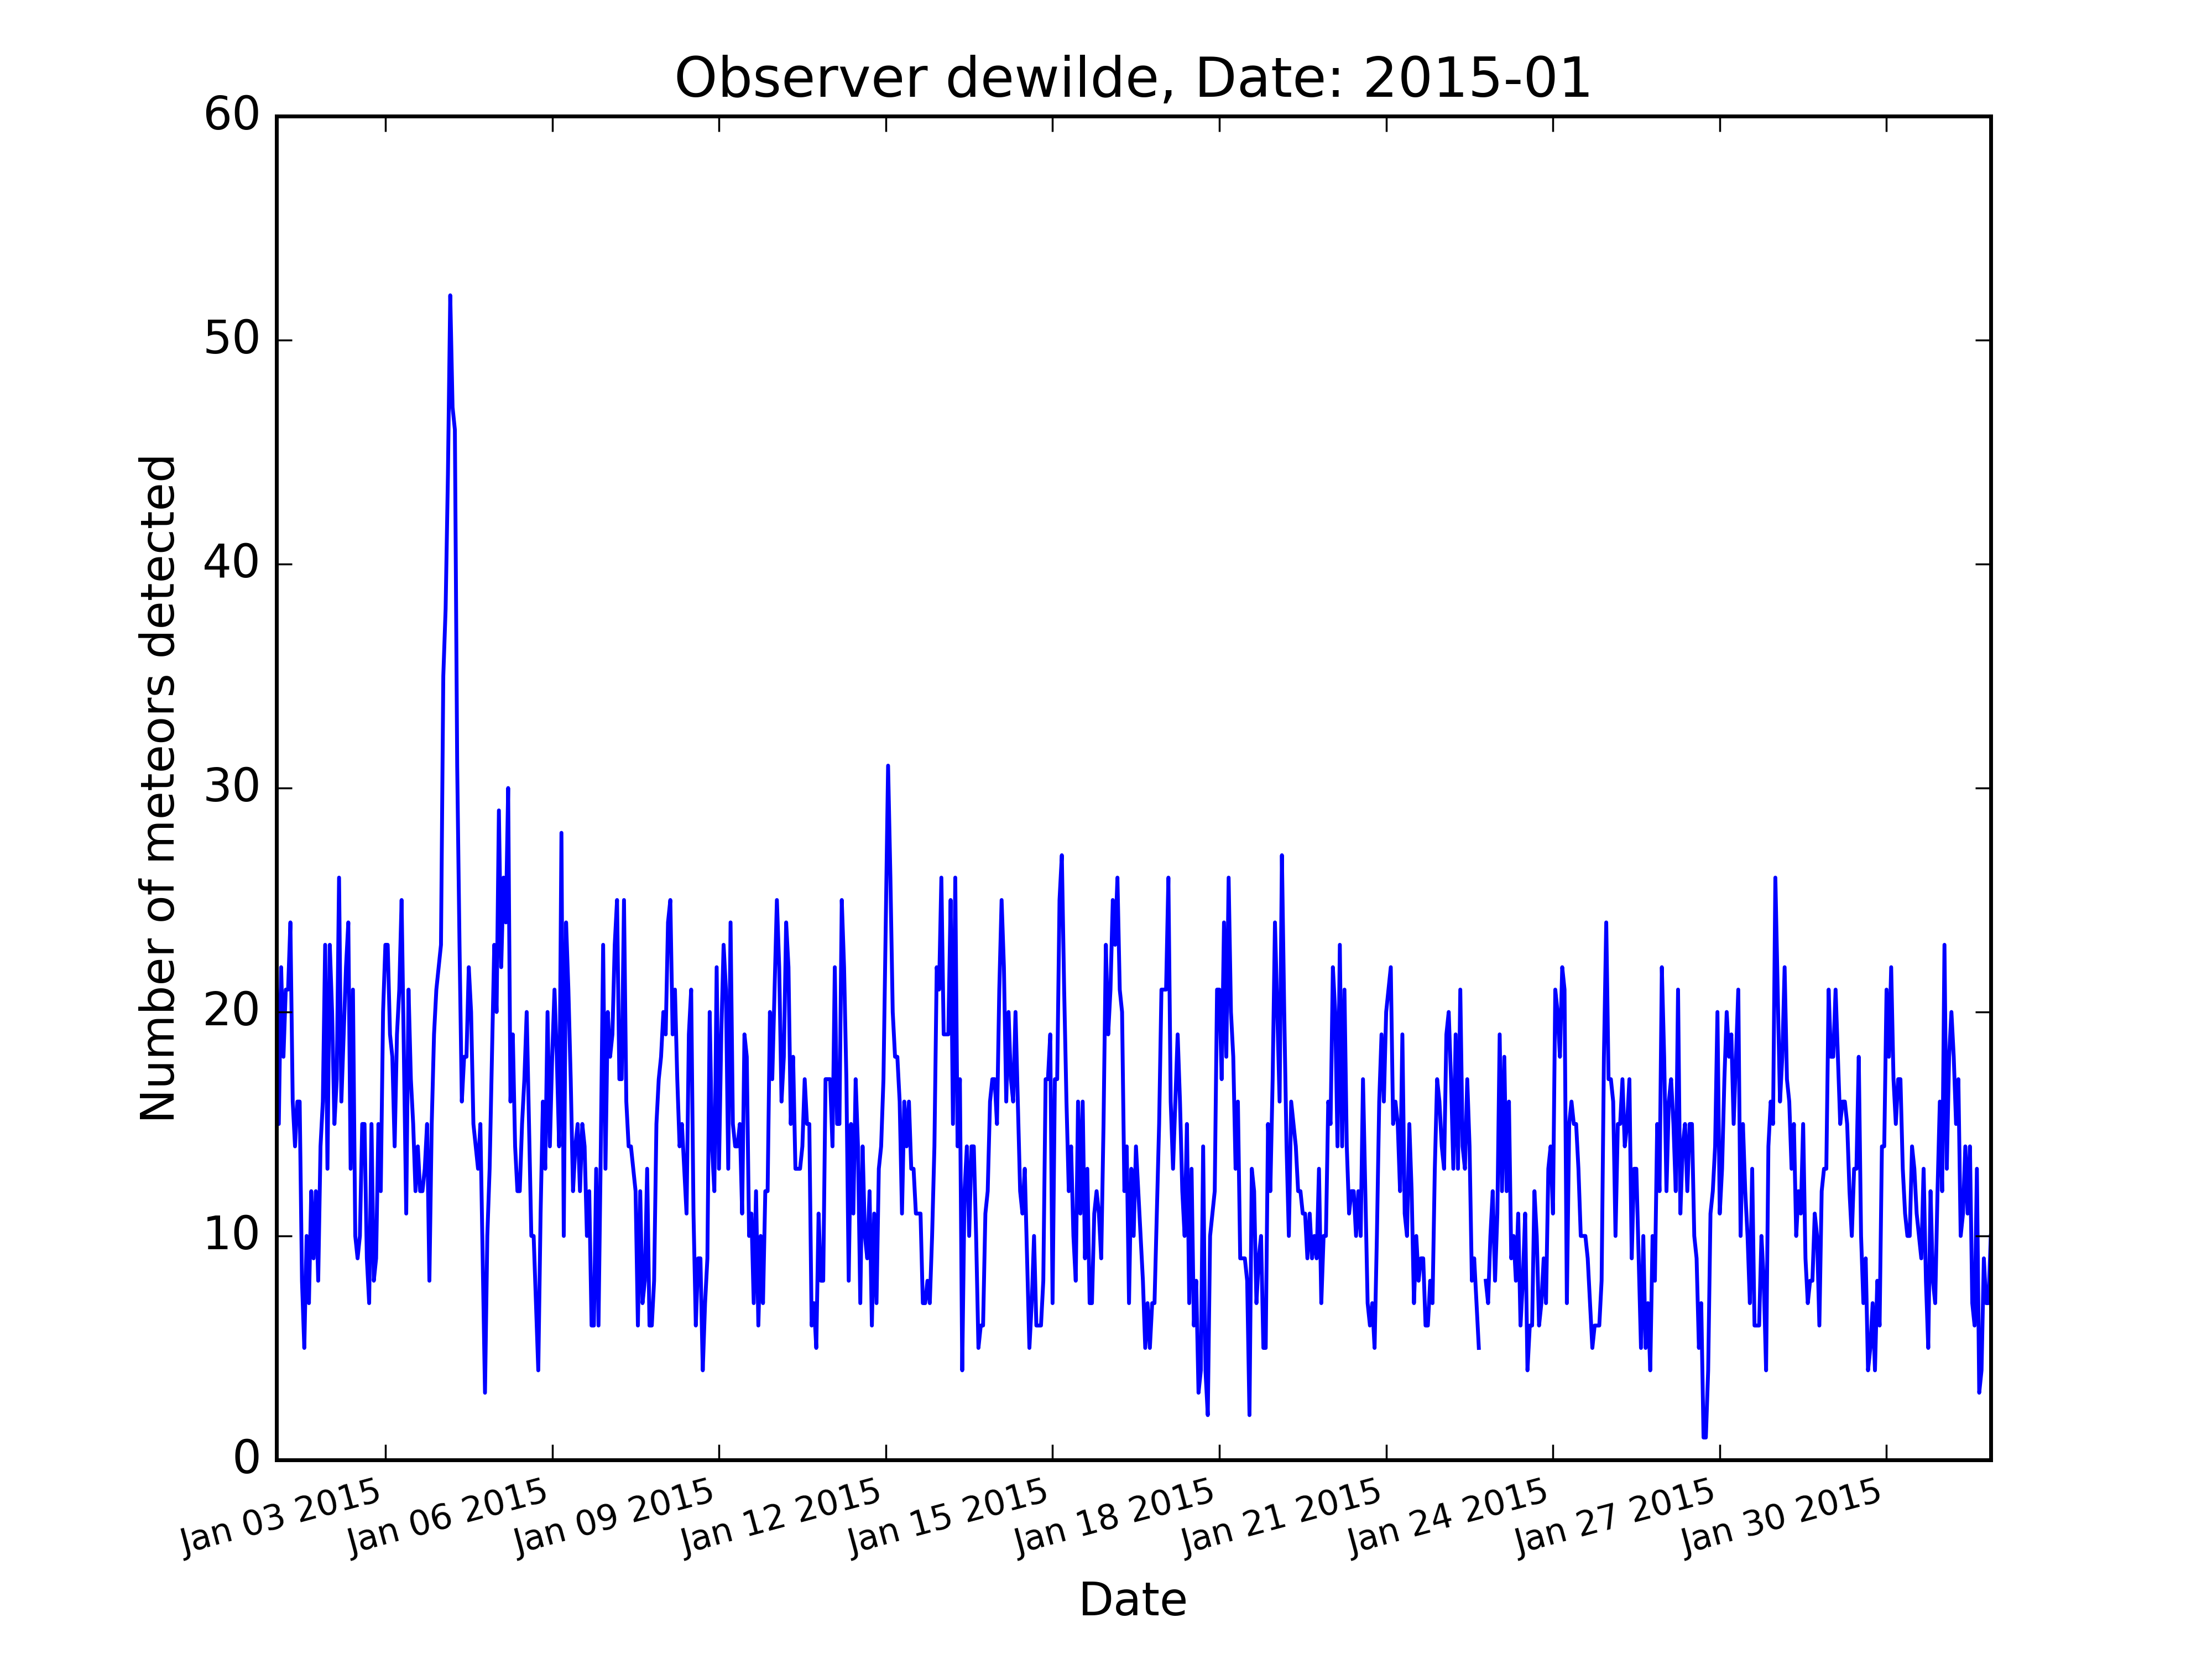 Observer dewilde, Date: 2015-01
60
50
40
30
20
10
0
Number of meteors detected
Jan 03 2015
Jan 06 2015
Jan 09 2015
Jan 12 2015
Jan 15 2015
Jan 18 2015
Jan 21 2015
Jan 24 2015
Jan 27 2015
Jan 30 2015
Date